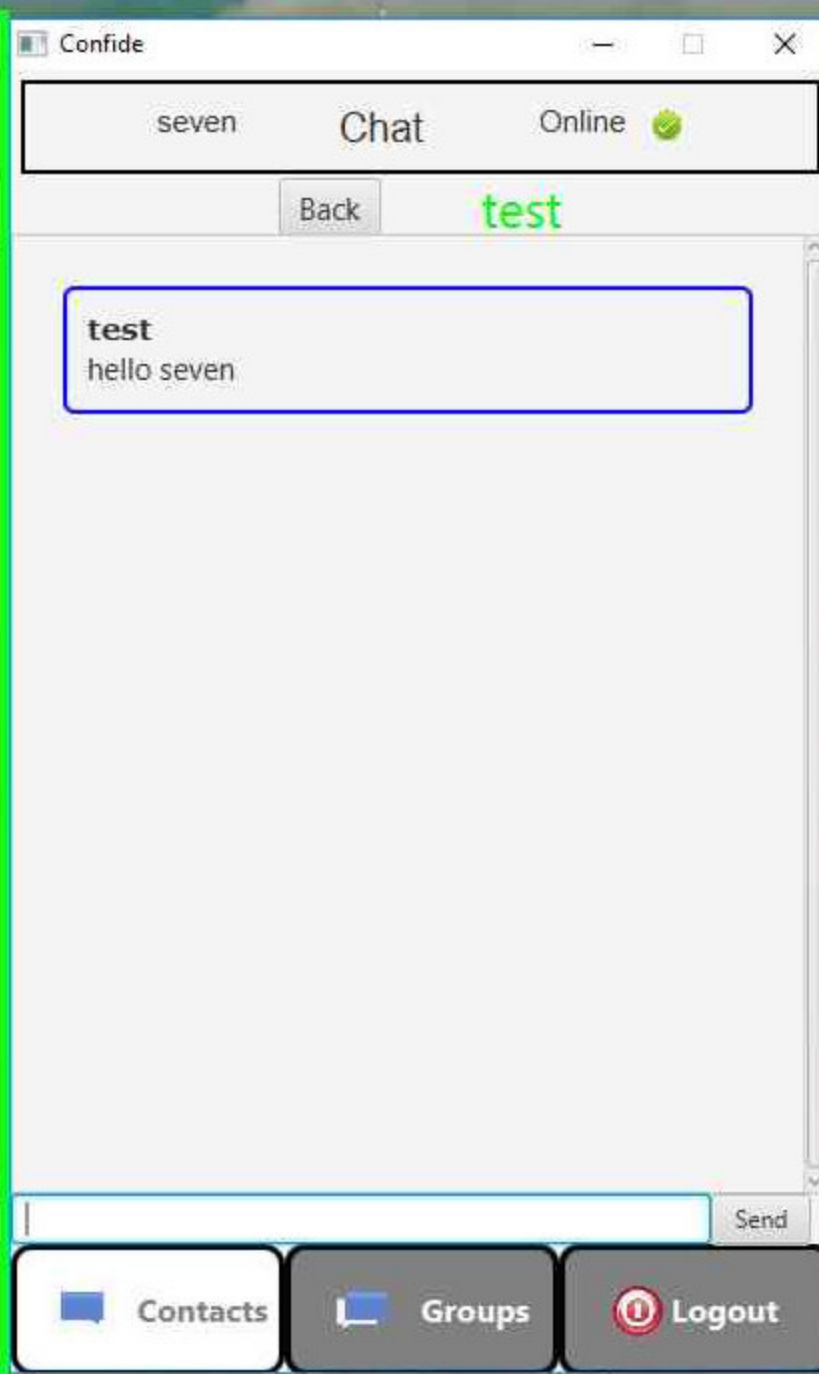 Confide
seven Chat Online
Back test
test
hello seven
Send
Contacts Groups Logout